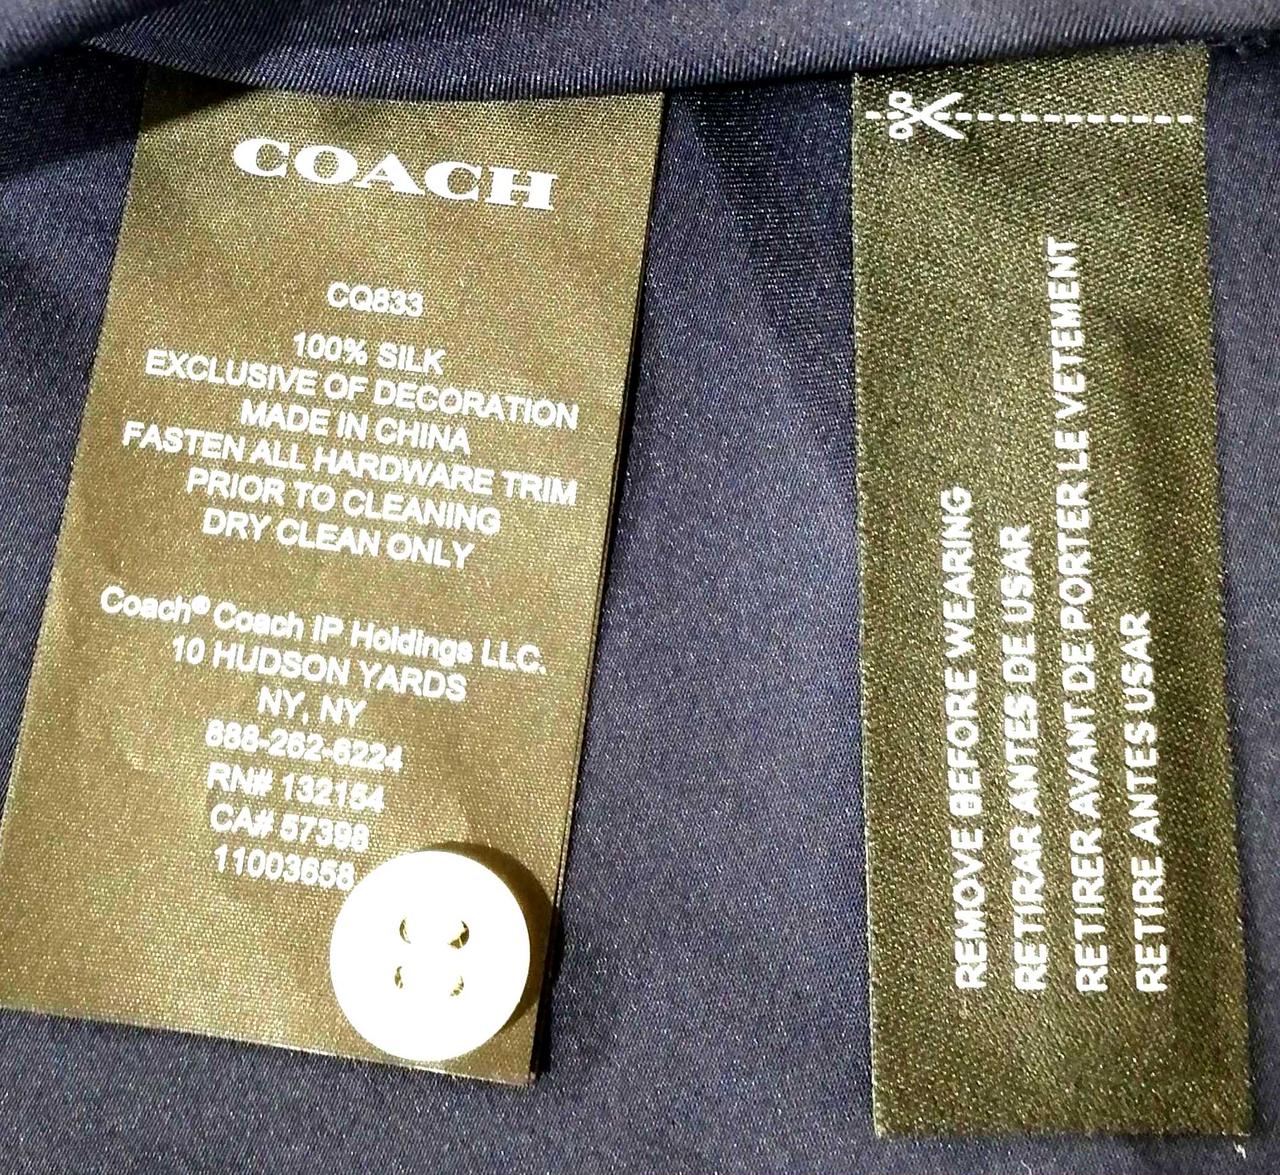 COACH
CQ833
100% SILK
EXCLUSIVE OF DECORATION
MADE IN CHINA
FASTEN ALL HARDWARE TRIM
PRIOR TO CLEANING
DRY CLEAN ONLY
Coach® Coach IP Holdings LLC.
10 HUDSON YARDS
NY, NY
888-262-6224
RN# 132154
CA# 57398
11003658
REMOVE BEFORE WEARING
RETIRAR ANTES DE USAR
RETIRER AVANT DE PORTER LE VETEMENT
RETIRE ANTES USAR